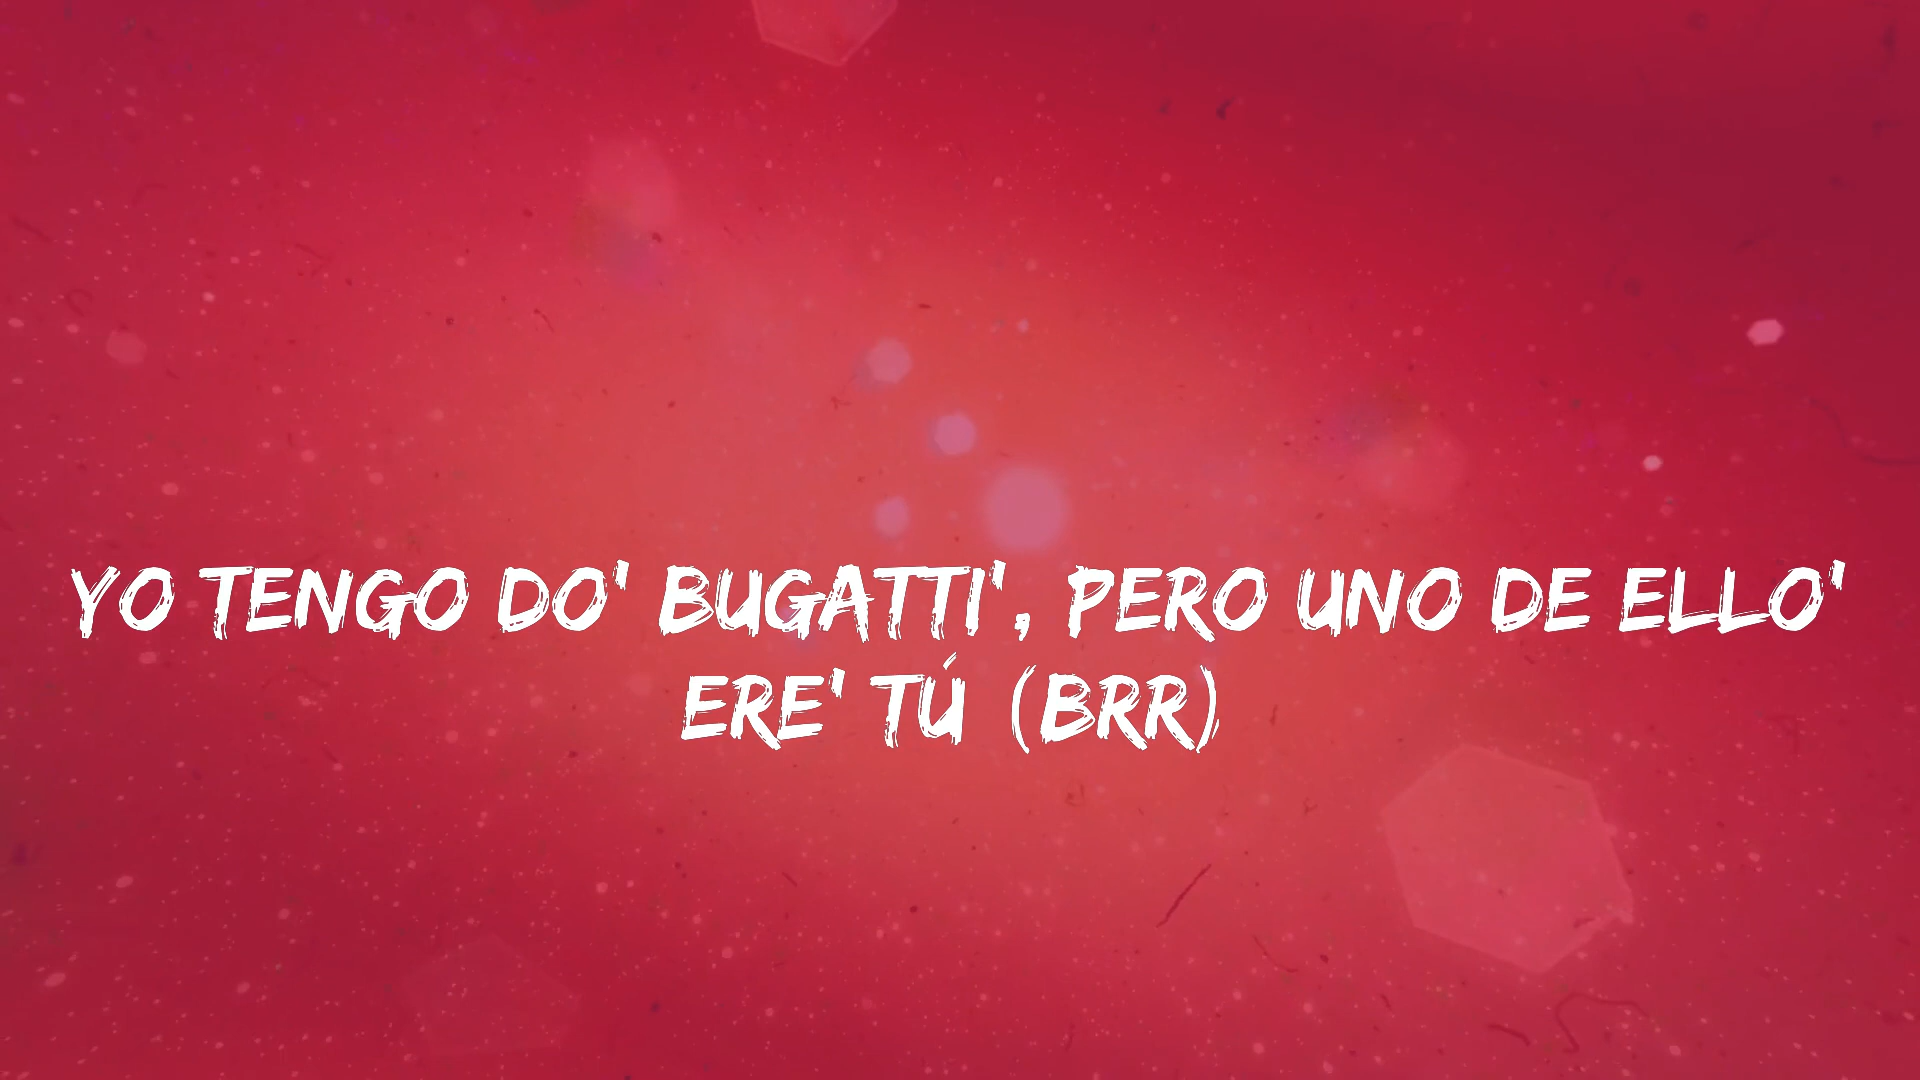 YO TENGO DO' BUGATTI', PERO UNO DE ELLO'
ERE' TÚ (BRR)